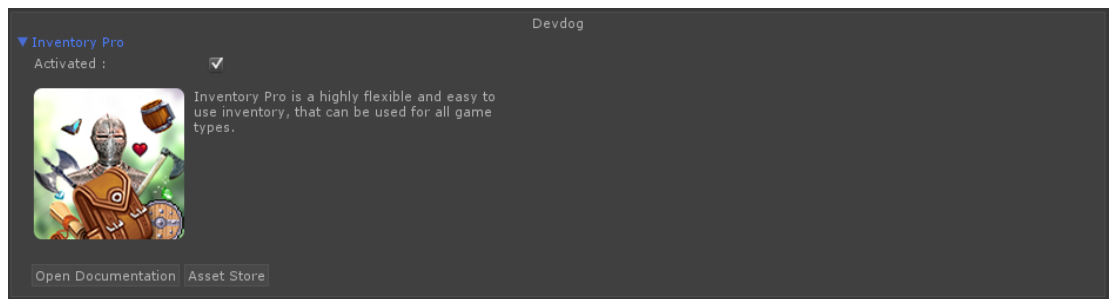 Devdog
Inventory Pro
Activated :
Inventory Pro is a highly flexible and easy to
use inventory, that can be used for all game
types.
Open Documentation
Asset Store